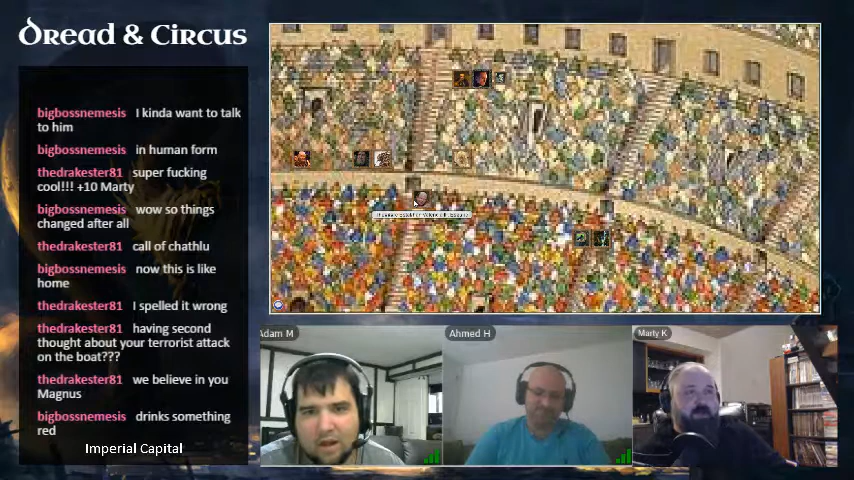 Dread & Circus
bigbossnemesis I kinda want to talk
to him
bigbossnemesis in human form
thedrakester81 super fucking
cool!!! +10 Marty
bigbossnemesis wow so things
changed after all
thedrakester81 call of chathlu
bigbossnemesis now this is like
home
thedrakester81 I spelled it wrong
thedrakester81 having second
thought about your terrorist attack
on the boat???
thedrakester81 we believe in you
Magnus
bigbossnemesis drinks something
red
Imperial Capital
Adam M
Ahmed H
Marty K